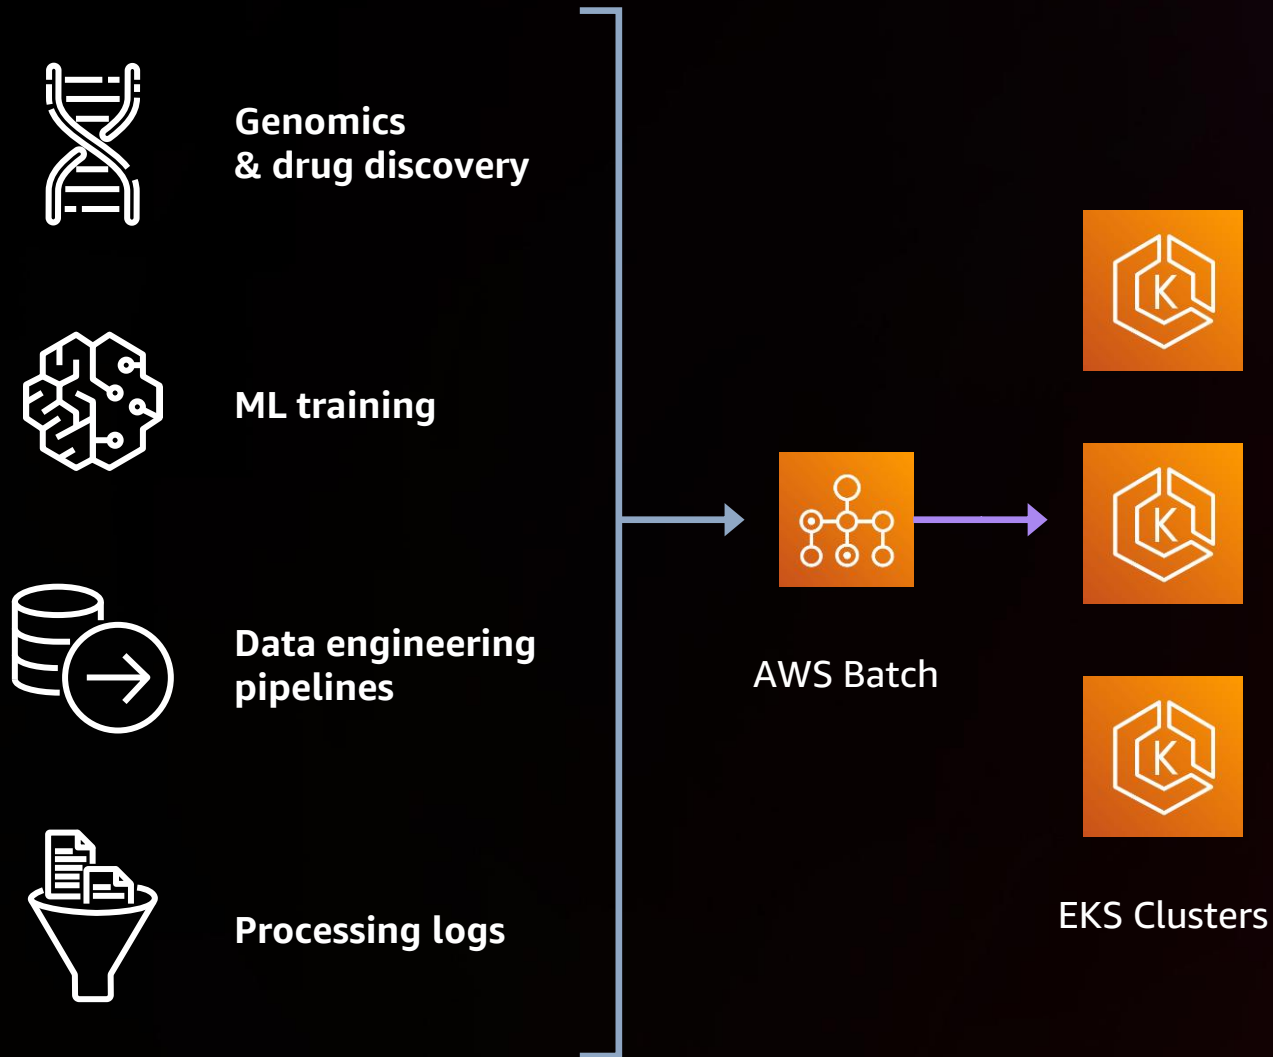 Genomics
& drug discovery
ML training
Data engineering
pipelines
Processing logs
AWS Batch
K
K
K
EKS Clusters